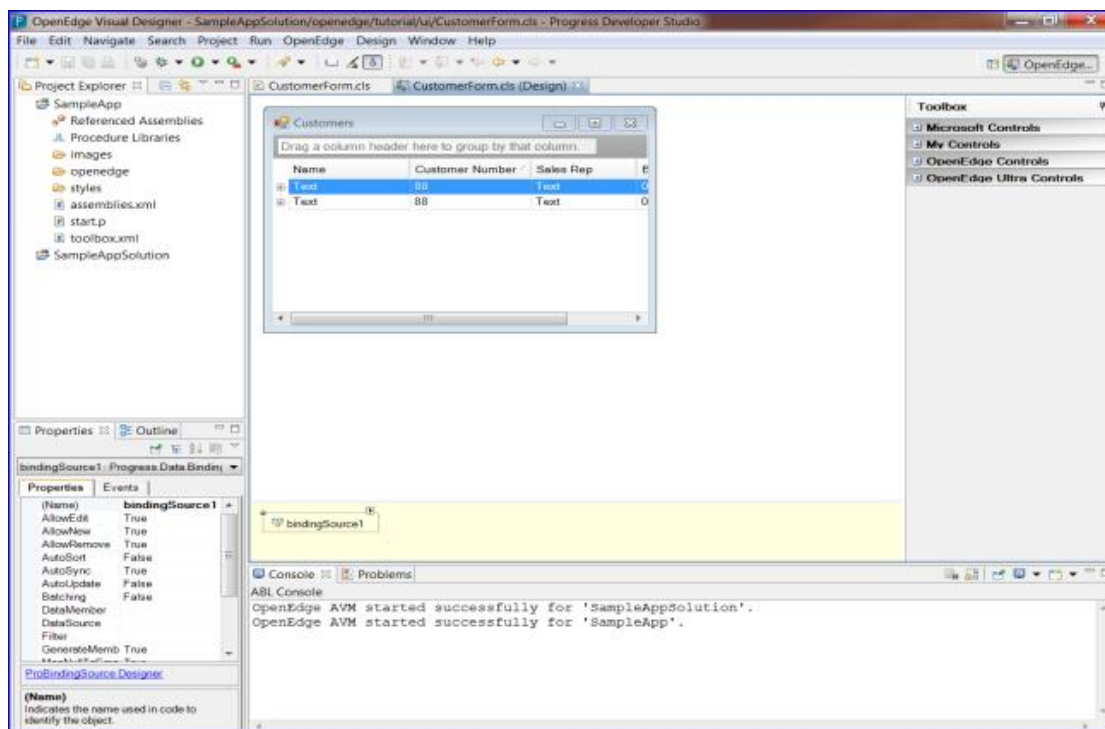 OpenEdge Visual Designer - SampleAppSolution/openedge/tutorial/ui/CustomerForm.cls - Progress Developer Studio
File Edit Navigate Search Project Run OpenEdge Design Window Help
OpenEdge...
Project Explorer
SampleApp
Referenced Assemblies
Procedure Libraries
images
openedge
styles
assemblies.xml
start.p
toolbox.xml
SampleAppSolution
CustomerForm.cls
CustomerForm.cls (Design)
Customers
Drag a column header here to group by that column.
Name Customer Number Sales Rep
Text 88 Text 0
Text 88 Text 0
bindingSource1
Toolbox
Microsoft Controls
My Controls
OpenEdge Controls
OpenEdge Ultra Controls
Properties Outline
bindingSource1 Progress.Data.Bindin
Properties Events
(Name) bindingSource1
AllowEdit True
AllowNew True
AllowRemove True
AutoSort False
AutoSync True
AutoUpdate False
Batching False
DataMember
DataSource
Filter
GenerateMemb True
ProBindingSource Designer
(Name)
Indicates the name used in code to
identify the object.
Console Problems
ABL Console
OpenEdge AVM started successfully for 'SampleAppSolution'.
OpenEdge AVM started successfully for 'SampleApp'.